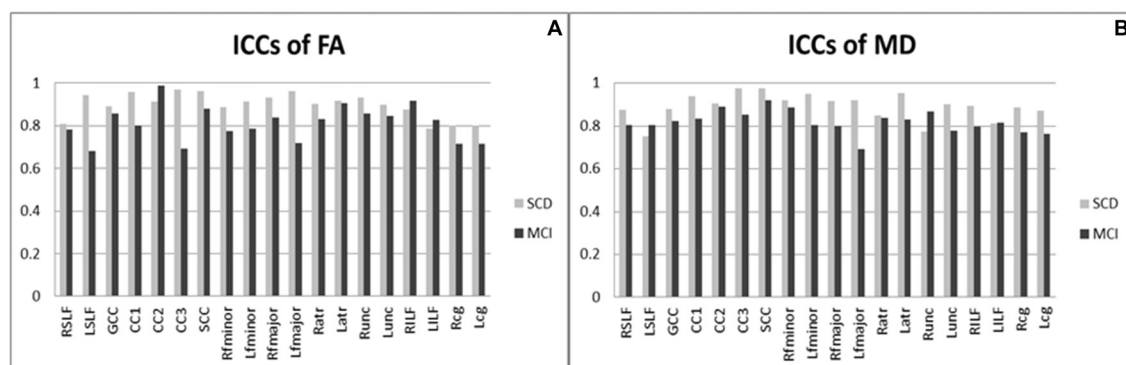 A
ICCs of FA
1
0.8
0.6
0.4
0.2
0
RSLF
LSLF
GCC
CC1
CC2
CC3
SCC
Rfminor
Lfminor
Rfmajor
Lfmajor
Ratr
Latr
Runc
Lunc
RILF
LILF
Rcg
Lcg
SCD
MCI
B
ICCs of MD
1
0.8
0.6
0.4
0.2
0
RSLF
LSLF
GCC
CC1
CC2
CC3
SCC
Rfminor
Lfminor
Rfmajor
Lfmajor
Ratr
Latr
Runc
Lunc
RILF
LILF
Rcg
Lcg
SCD
MCI